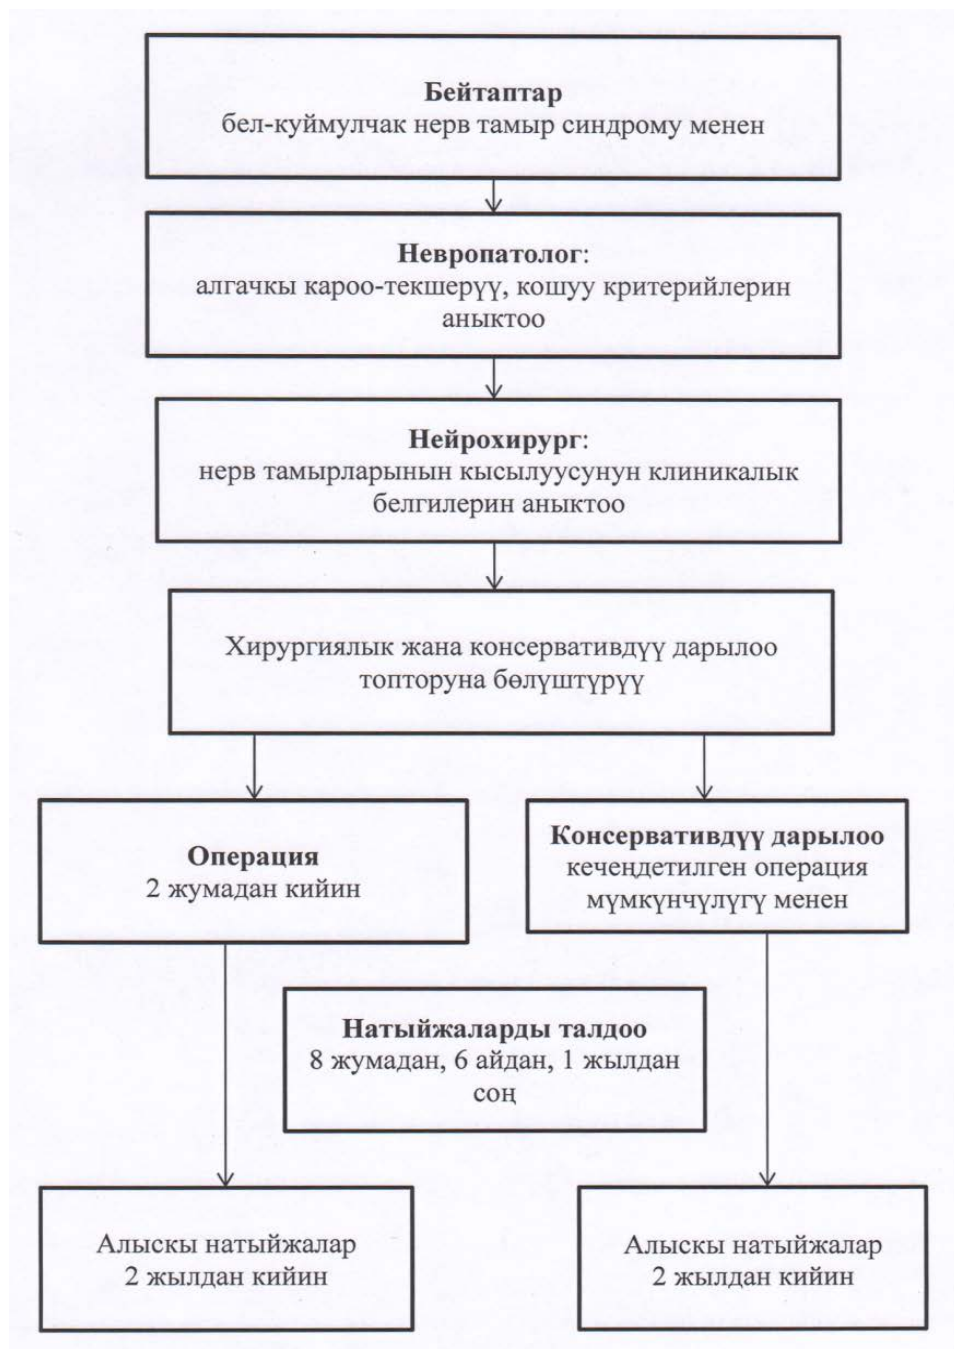 Бейтаптар
бел-куймулчак нерв тамыр синдрому менен
Невропатолог:
алгачкы кароо-текшерүү, кошуу критерийлерин
аныктоо
Нейрохирург:
нерв тамырларынын кысылуусунун клиникалык
белгилерин аныктоо
Хирургиялык жана консервативдүү дарылоо
топторуна бөлүштүрүү
Операция
2 жумадан кийин
Консервативдүү дарылоо
кечеңдетилген операция
мүмкүнчүлүгү менен
Натыйжаларды талдоо
8 жумадан, 6 айдан, 1 жылдан
соң
Алыскы натыйжалар
2 жылдан кийин
Алыскы натыйжалар
2 жылдан кийин